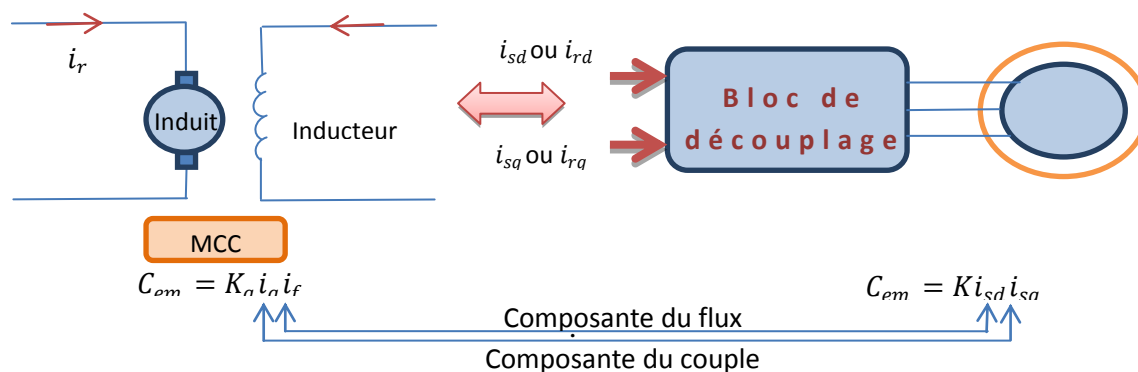 i_r
Induit
Inducteur
i_sd ou i_rd
i_sq ou i_rq
Bloc de
découplage
MCC
C_em = K_a i_a i_f
C_em = K i_sd i_sq
Composante du flux
Composante du couple